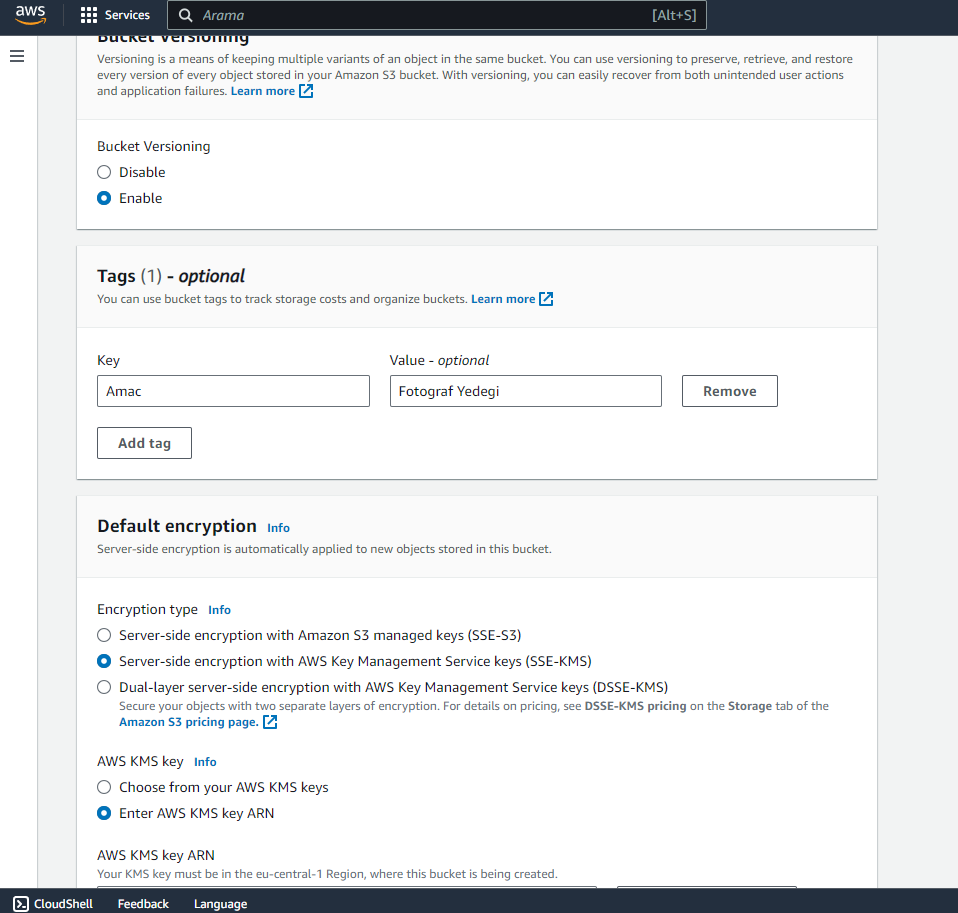 aws Services Arama [Alt+S]
Bucket Versioning
Versioning is a means of keeping multiple variants of an object in the same bucket. You can use versioning to preserve, retrieve, and restore
every version of every object stored in your Amazon S3 bucket. With versioning, you can easily recover from both unintended user actions
and application failures. Learn more
Bucket Versioning
Disable
Enable
Tags (1) - optional
You can use bucket tags to track storage costs and organize buckets. Learn more
Key Value - optional
Amac Fotograf Yedegi Remove
Add tag
Default encryption Info
Server-side encryption is automatically applied to new objects stored in this bucket.
Encryption type Info
Server-side encryption with Amazon S3 managed keys (SSE-S3)
Server-side encryption with AWS Key Management Service keys (SSE-KMS)
Dual-layer server-side encryption with AWS Key Management Service keys (DSSE-KMS)
Secure your objects with two separate layers of encryption. For details on pricing, see DSSE-KMS pricing on the Storage tab of the
Amazon S3 pricing page.
AWS KMS key Info
Choose from your AWS KMS keys
Enter AWS KMS key ARN
AWS KMS key ARN
Your KMS key must be in the eu-central-1 Region, where this bucket is being created.
CloudShell Feedback Language